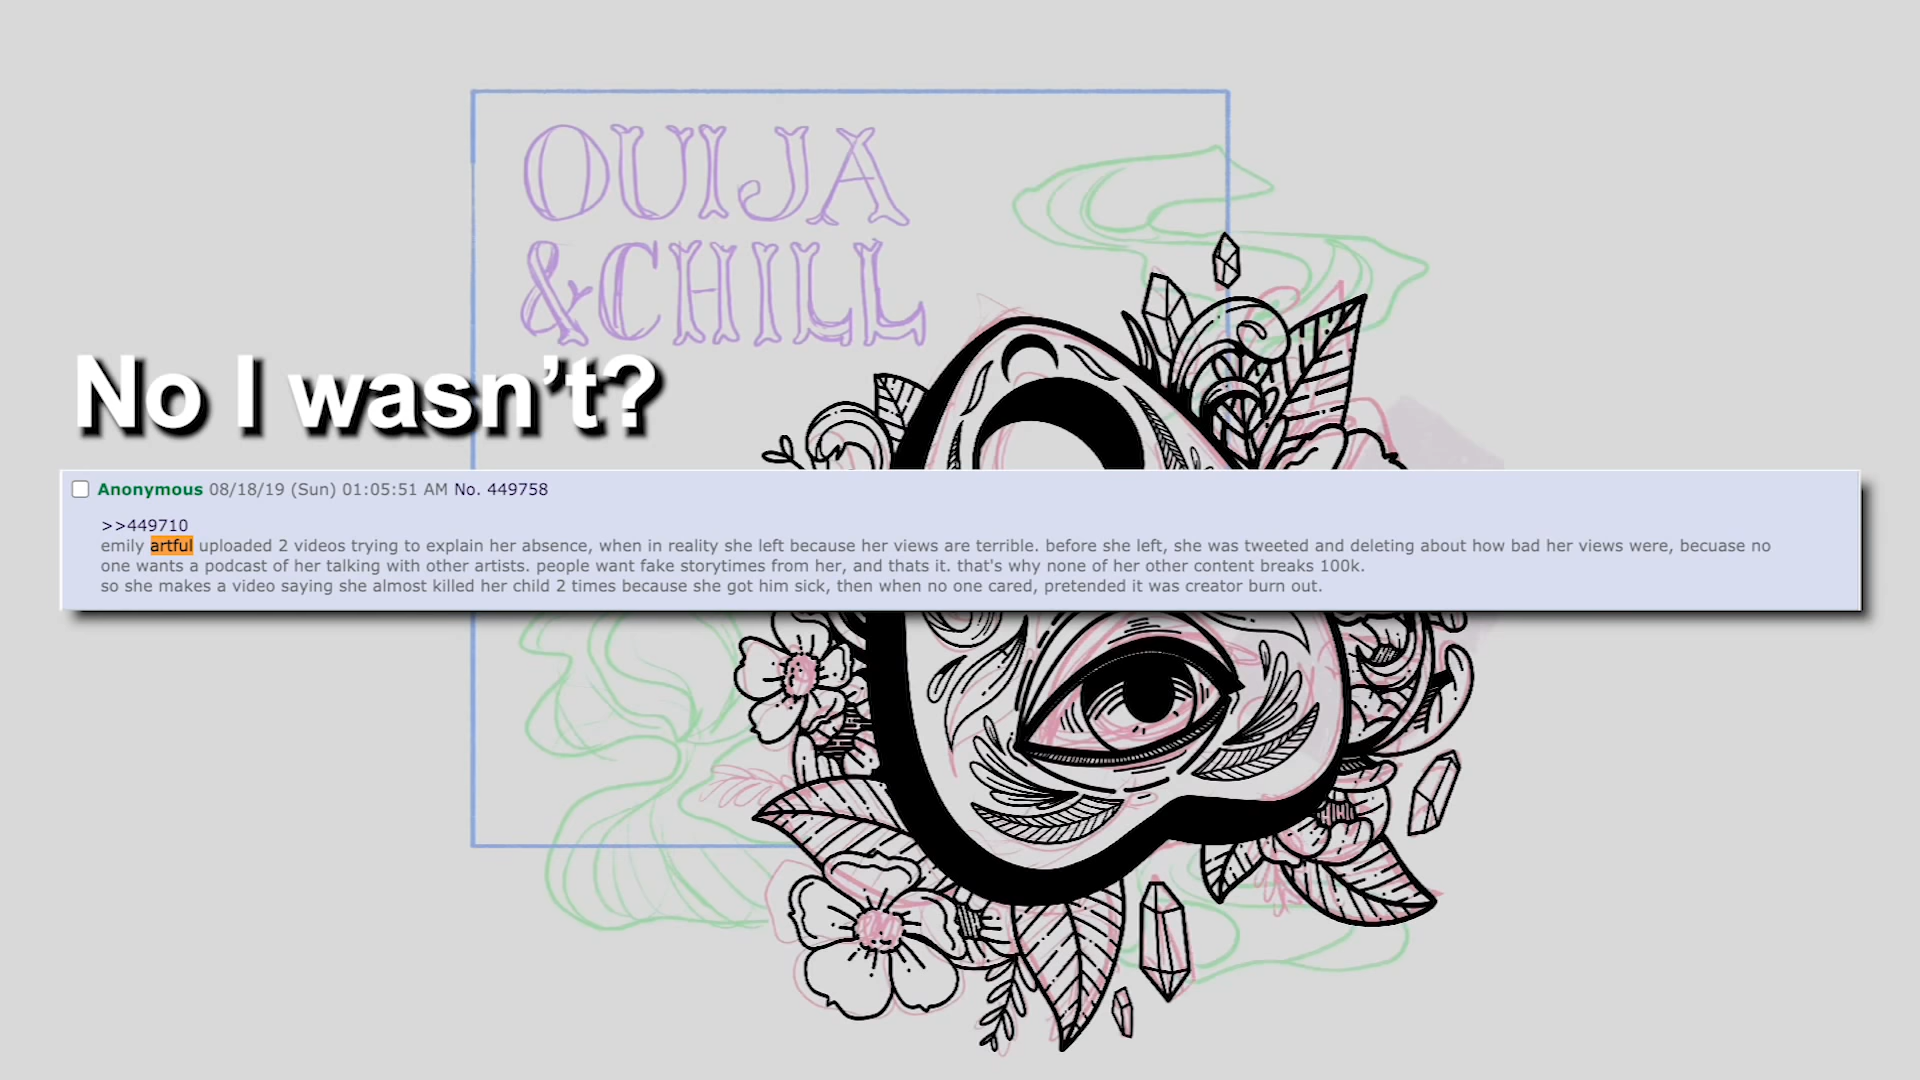 OUIJA
&CHILL
No I wasn't?
Anonymous 08/18/19 (Sun) 01:05:51 AM No. 449758
>>449710
emily artful uploaded 2 videos trying to explain her absence, when in reality she left because her views are terrible. before she left, she was tweeted and deleting about how bad her views were, becuase no
one wants a podcast of her talking with other artists. people want fake storytimes from her, and thats it. that's why none of her other content breaks 100k.
so she makes a video saying she almost killed her child 2 times because she got him sick, then when no one cared, pretended it was creator burn out.